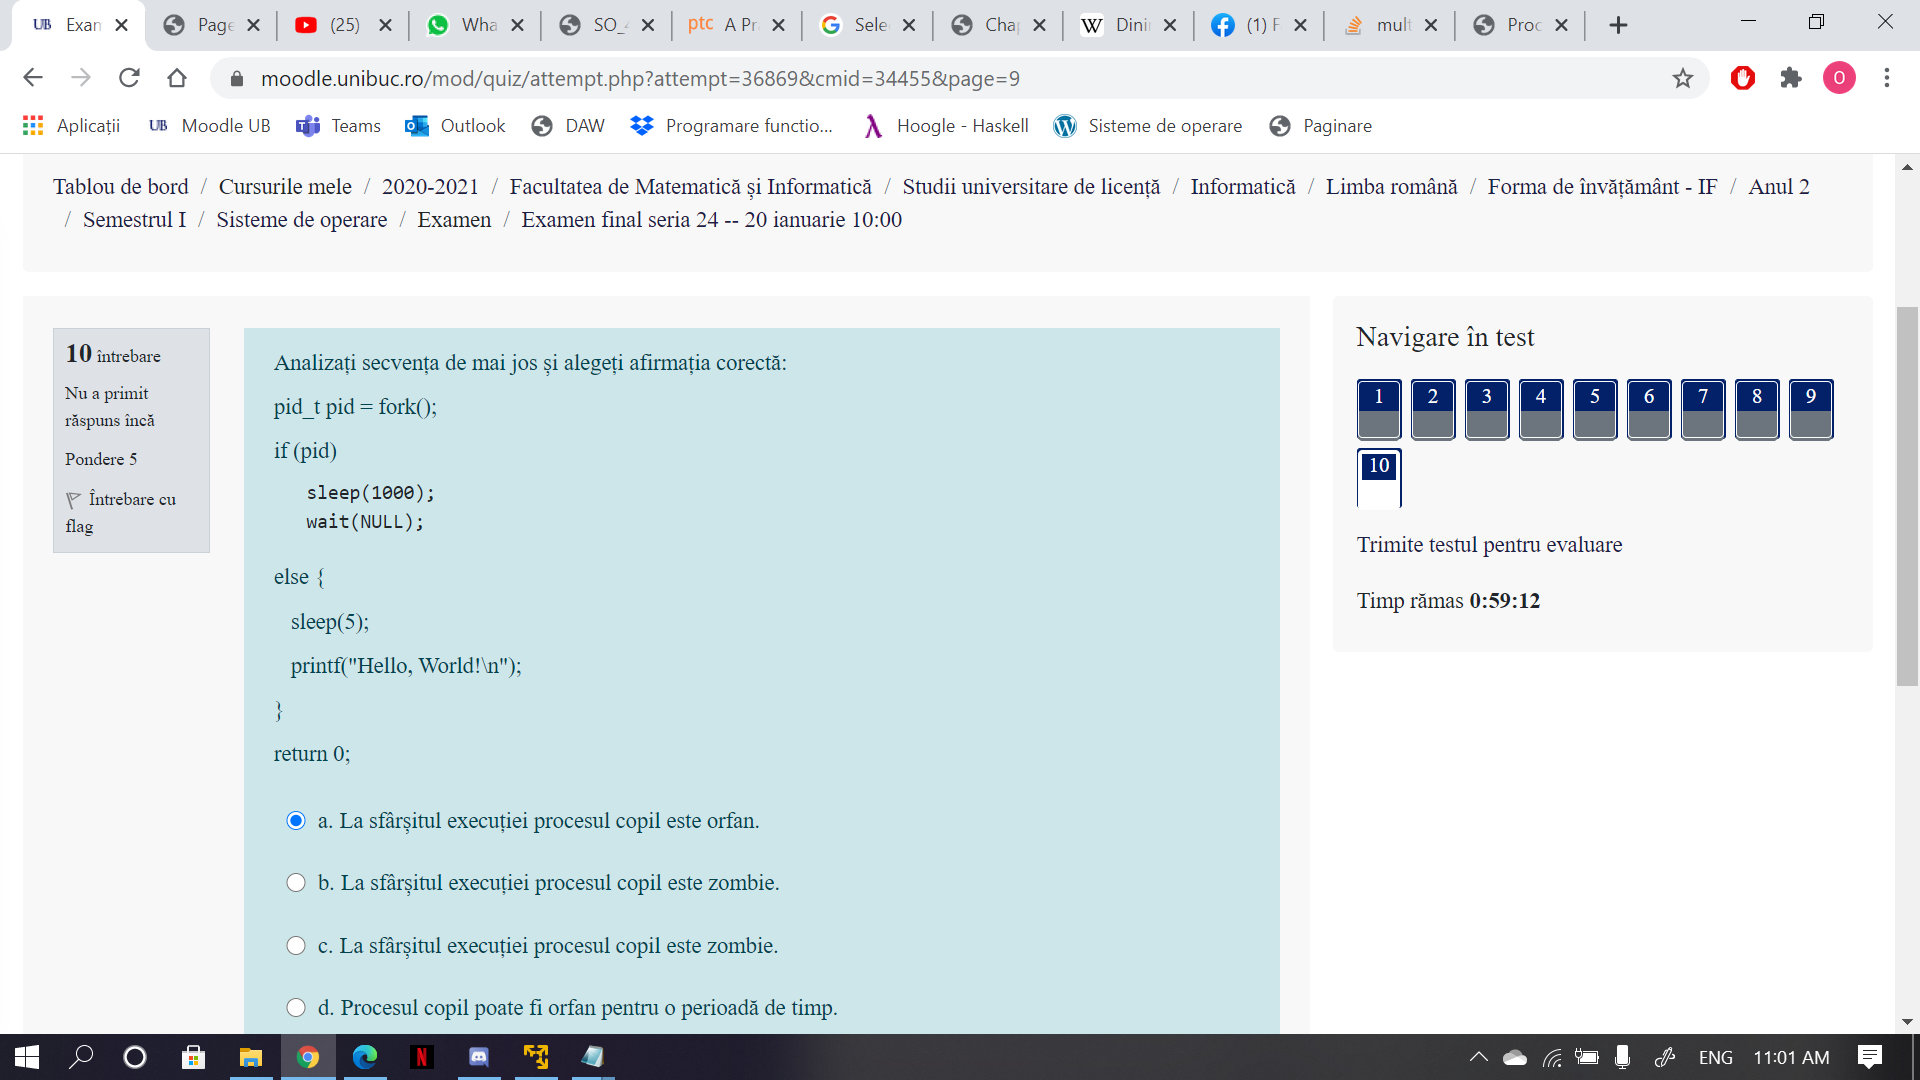 UB Exan
Page
(25)
Wha
SO_4
ptc A Pr
Sele
Cha
W Dini
(1) F
mult
Proc
moodle.unibuc.ro/mod/quiz/attempt.php?attempt=36869&cmid=34455&page=9
O
Aplicații
UB Moodle UB
Teams
Outlook
DAW
Programare functio...
Hoogle - Haskell
Sisteme de operare
Paginare
Tablou de bord / Cursurile mele / 2020-2021 / Facultatea de Matematică și Informatică / Studii universitare de licență / Informatică / Limba română / Forma de învățământ - IF / Anul 2
/ Semestrul I / Sisteme de operare / Examen / Examen final seria 24 -- 20 ianuarie 10:00
10 întrebare
Nu a primit
răspuns încă
Pondere 5
Întrebare cu
flag
Analizați secvența de mai jos și alegeți afirmația corectă:
pid_t pid = fork();
if (pid)
sleep(1000);
wait(NULL);
else {
sleep(5);
printf("Hello, World!\n");
}
return 0;
a. La sfârșitul execuției procesul copil este orfan.
b. La sfârșitul execuției procesul copil este zombie.
c. La sfârșitul execuției procesul copil este zombie.
d. Procesul copil poate fi orfan pentru o perioadă de timp.
Navigare în test
1 2 3 4 5 6 7 8 9
10
Trimite testul pentru evaluare
Timp rămas 0:59:12
N
ENG 11:01 AM